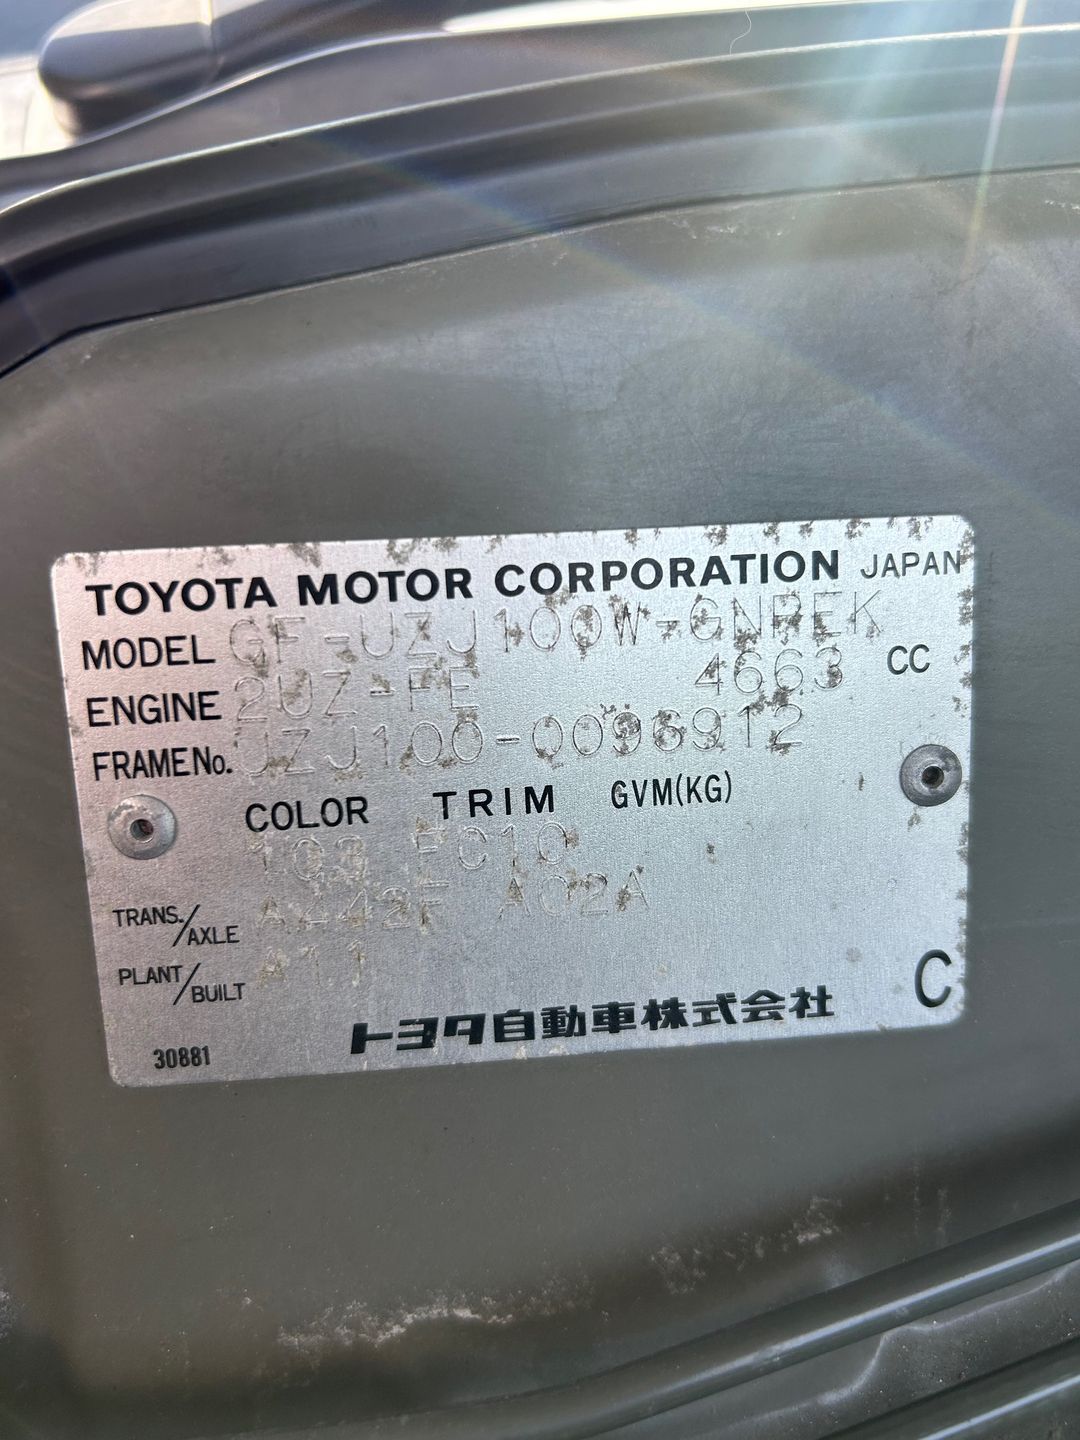 TOYOTA MOTOR CORPORATION JAPAN
MODEL GF-UZJ100W-GNPEK
ENGINE 2UZ-FE 4663 CC
FRAME No. UZJ100-0096912
COLOR TRIM GVM(KG)
1C3 FC10
TRANS./AXLE A442F A02A
PLANT/BUILT A11
トヨタ自動車株式会社 C
30881